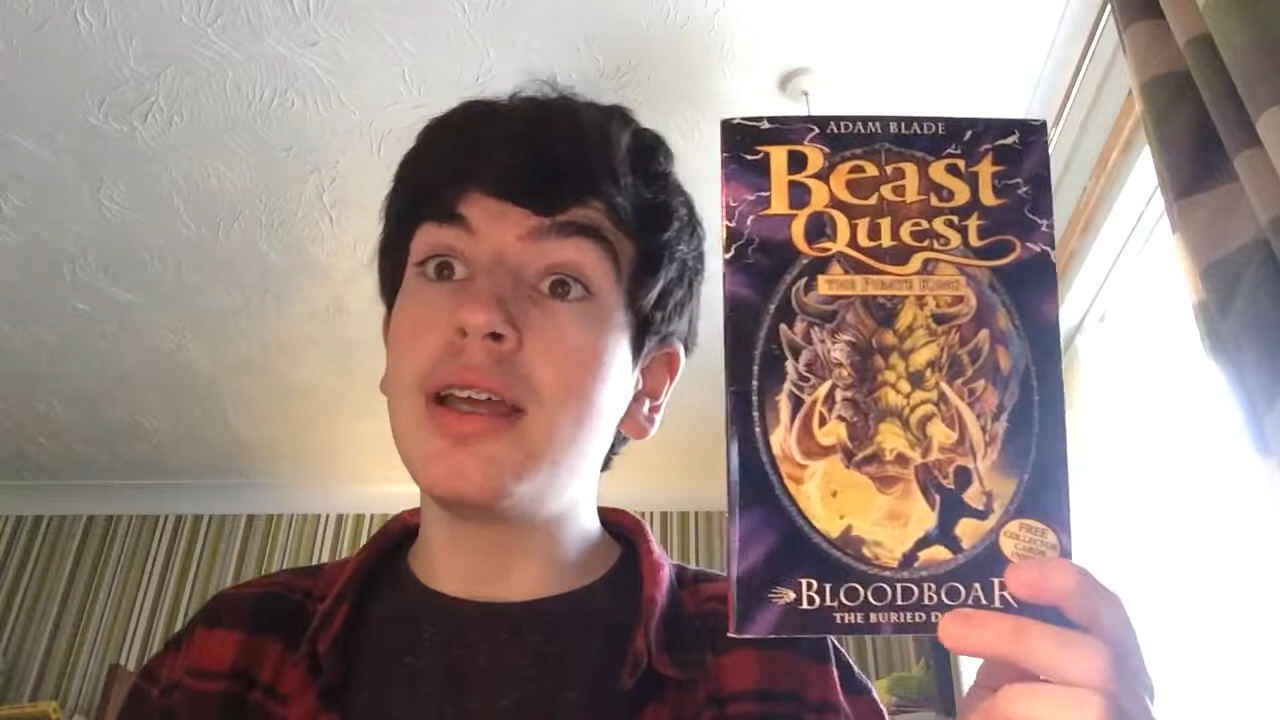 ADAM BLADE
BEAST
QUEST
THE PIRATE KING
FREE
COLLECTOR
CARDS
BLOODBOAR
THE BURIED